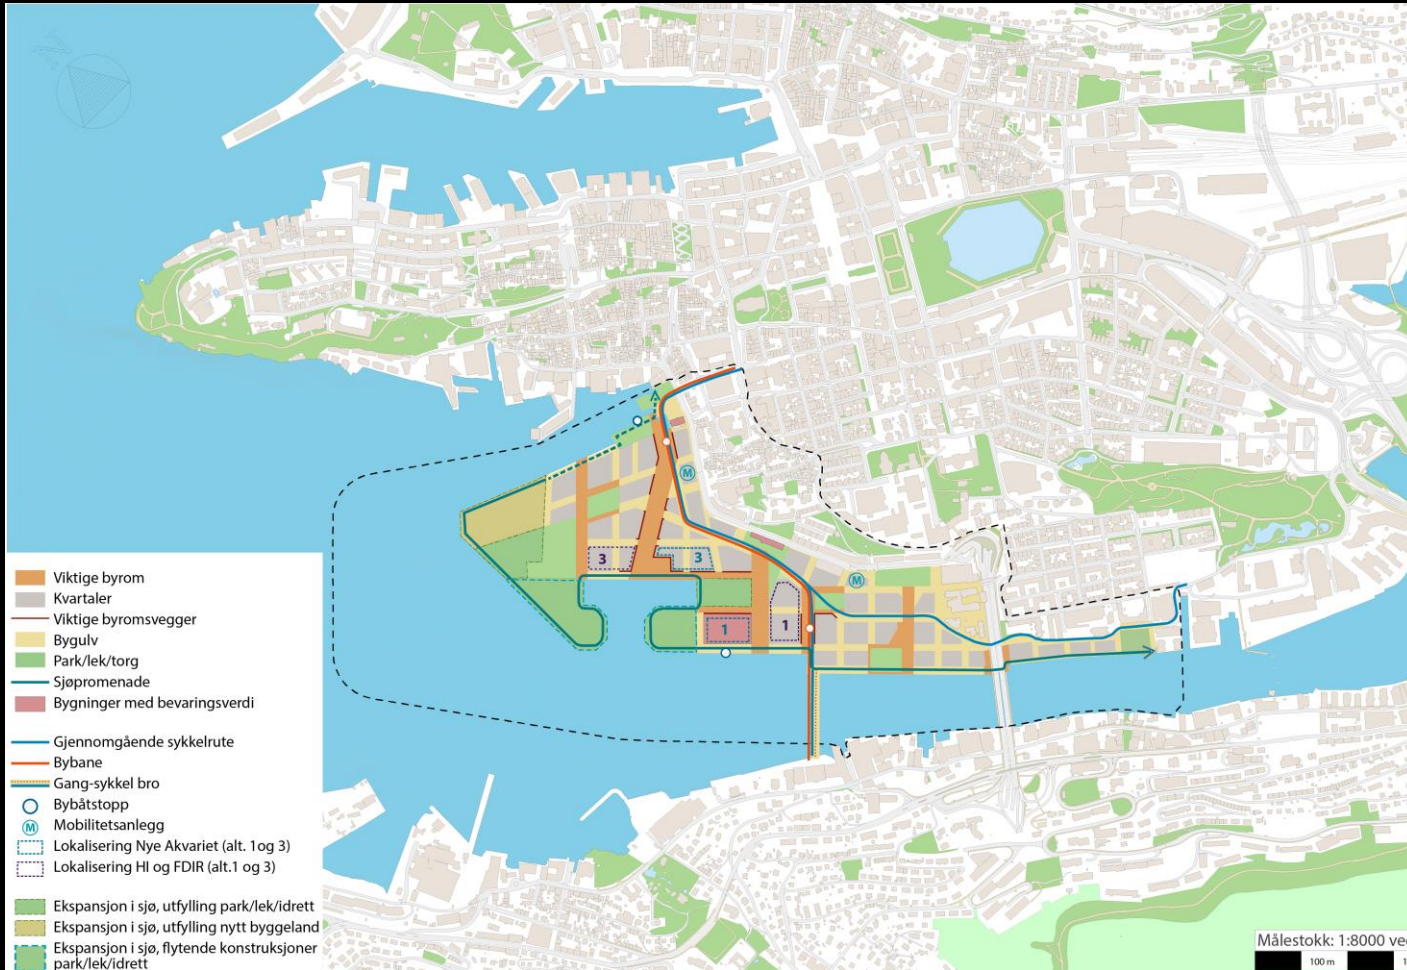 M
3
3
M
1
1
Viktige byrom
Kvartaler
Viktige byromsvegger
Bygulv
Park/lek/torg
Sjøpromenade
Bygninger med bevaringsverdi
Gjennomgående sykkelrute
Bybane
Gang-sykkel bro
Bybåtstopp
M Mobilitetsanlegg
Lokalisering Nye Akvariet (alt. 1og 3)
Lokalisering HI og FDIR (alt.1 og 3)
Ekspansjon i sjø, utfylling park/lek/idrett
Ekspansjon i sjø, utfylling nytt byggeland
Ekspansjon i sjø, flytende konstruksjoner
park/lek/idrett
Målestokk: 1:8000 ve
100 m